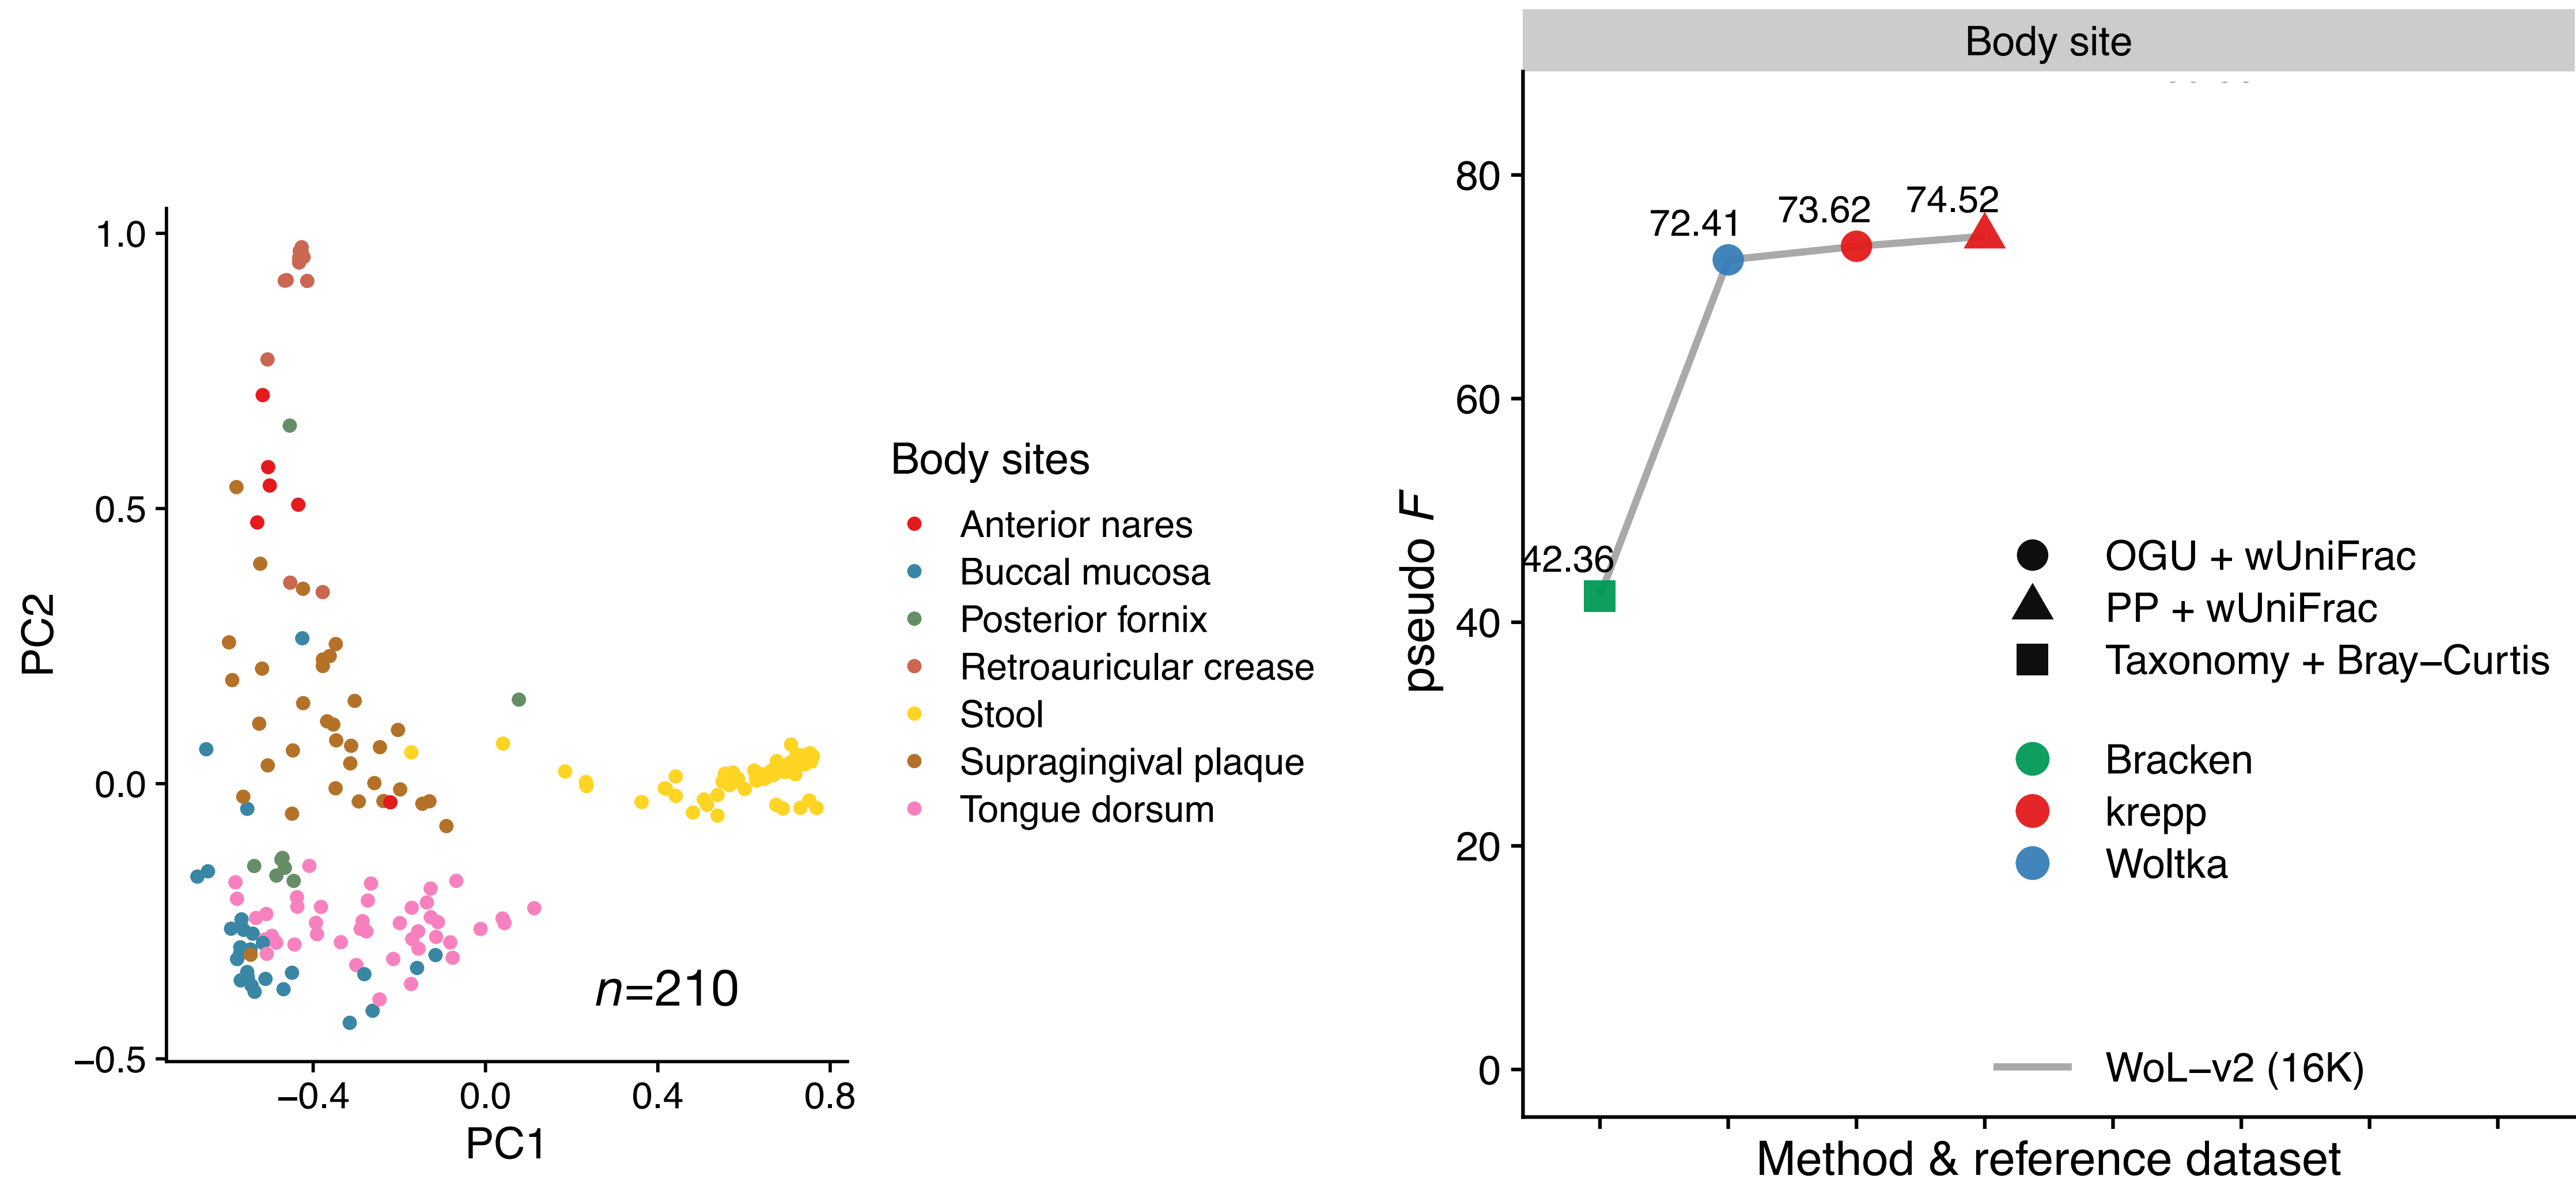 1.0
0.5
0.0
−0.5
PC2
−0.4
0.0
0.4
0.8
PC1
n=210
Body sites
Anterior nares
Buccal mucosa
Posterior fornix
Retroauricular crease
Stool
Supragingival plaque
Tongue dorsum
Body site
80
60
40
20
0
pseudo F
42.36
72.41
73.62
74.52
OGU + wUniFrac
PP + wUniFrac
Taxonomy + Bray−Curtis
Bracken
krepp
Woltka
WoL−v2 (16K)
Method & reference dataset